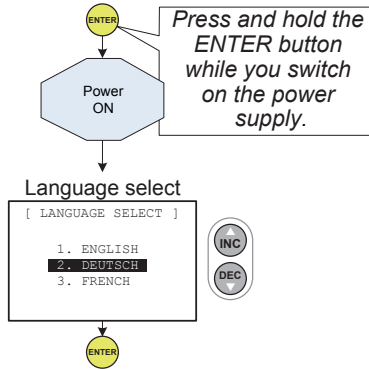 ENTER
Press and hold the
ENTER button
while you switch
on the power
supply.
Power
ON
Language select
[ LANGUAGE SELECT ]
1. ENGLISH
2. DEUTSCH
3. FRENCH
INC
DEC
ENTER